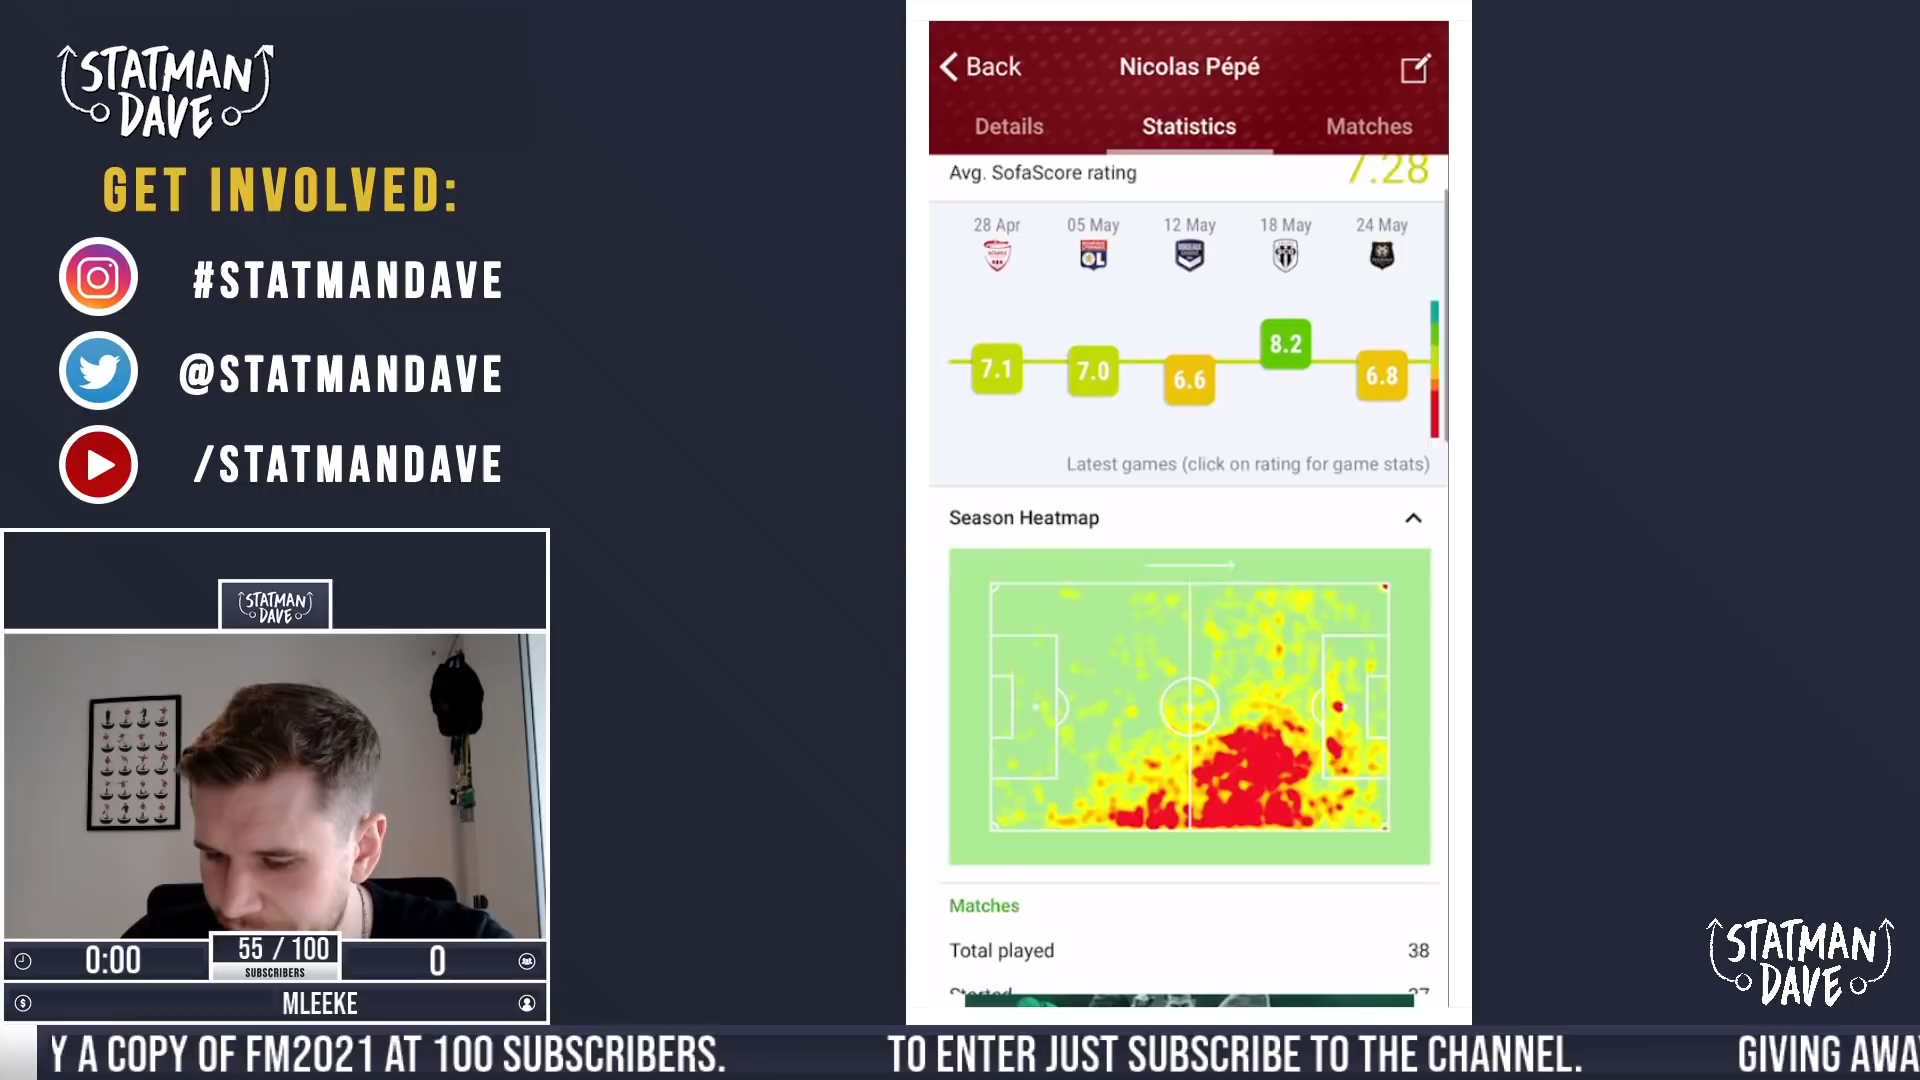 STATMAN
DAVE
GET INVOLVED:
#STATMANDAVE
@STATMANDAVE
/STATMANDAVE
STATMAN
DAVE
0:00
55 / 100
SUBSCRIBERS
0
MLEEKE
Back
Nicolas Pépé
Details
Statistics
Matches
Avg. SofaScore rating
7.28
28 Apr
05 May
12 May
18 May
24 May
7.1
7.0
6.6
8.2
6.8
Latest games (click on rating for game stats)
Season Heatmap
Matches
Total played
38
Started
37
STATMAN
DAVE
Y A COPY OF FM2021 AT 100 SUBSCRIBERS.
TO ENTER JUST SUBSCRIBE TO THE CHANNEL.
GIVING AWA